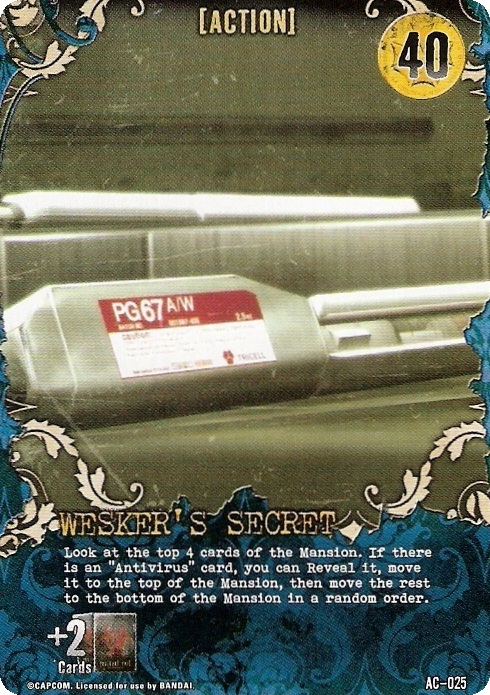 [ACTION]
40
PG67 A/W
TRICELL
WESKER'S SECRET
Look at the top 4 cards of the Mansion. If there
is an "Antivirus" card, you can Reveal it, move
it to the top of the Mansion, then move the rest
to the bottom of the Mansion in a random order.
+2
Cards
©CAPCOM. Licensed for use by BANDAI.
AC-025